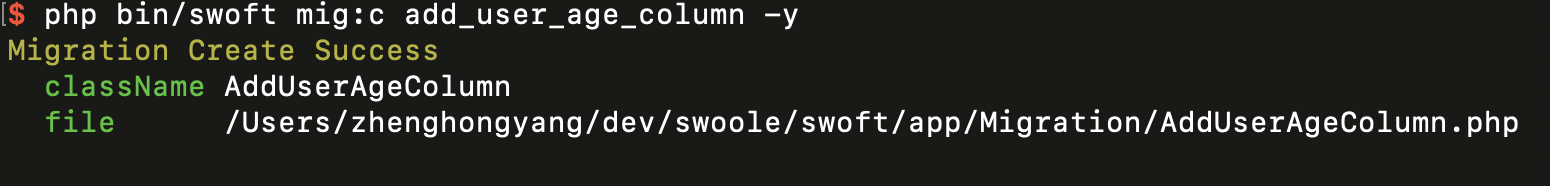 [$ php bin/swoft mig:c add_user_age_column -y
Migration Create Success
className AddUserAgeColumn
file /Users/zhenghongyang/dev/swoole/swoft/app/Migration/AddUserAgeColumn.php